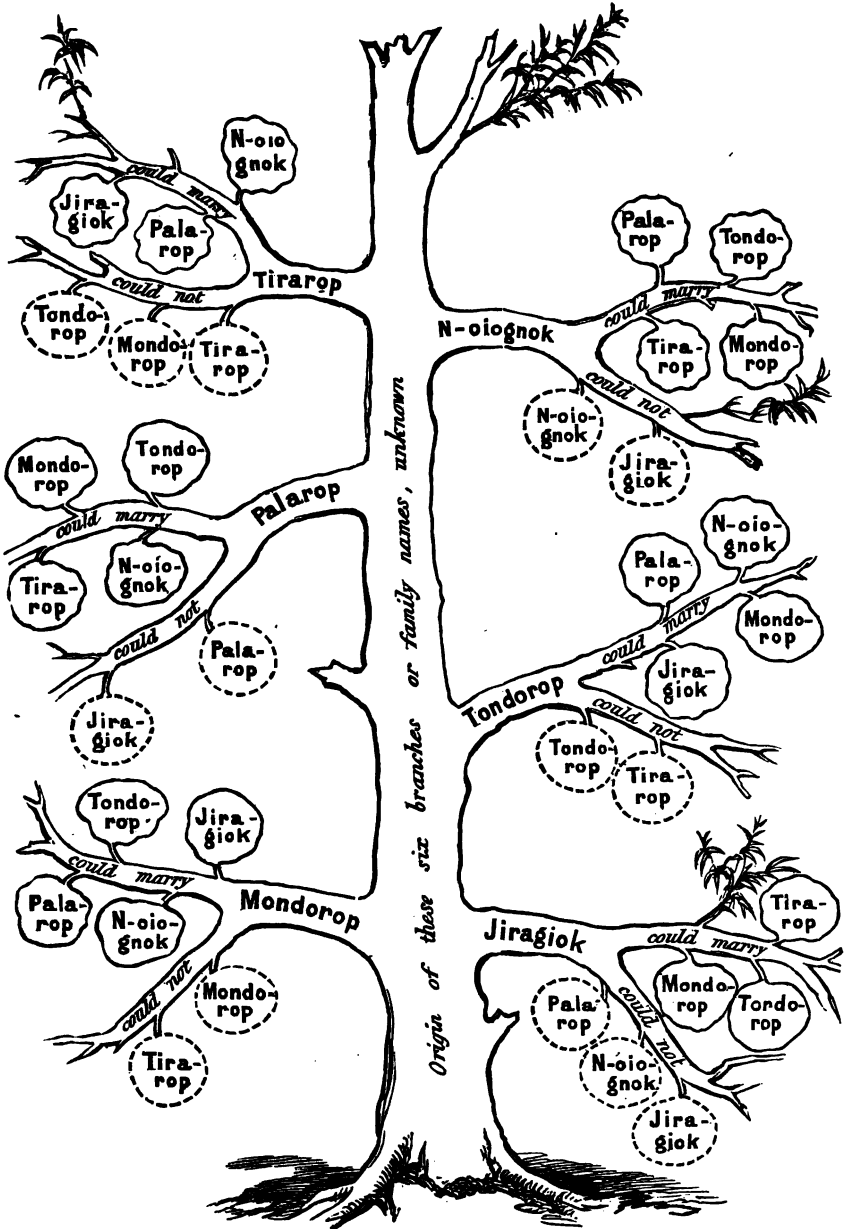 N-oio
gnok
could marry
Jira-
giok
Pala-
rop
Tirarop
could not
Tondo-
rop
Mondo-
rop
Tira-
rop
Pala-
rop
Tondo-
rop
could marry
N-oiognok
Tira-
rop
Mondo-
rop
could not
N-oio-
gnok
Jira-
giok
Mondo-
rop
Tondo-
rop
Palarop
could marry
Tira-
rop
N-oio-
gnok
could not
Pala-
rop
Jira-
giok
N-oio-
gnok
Pala-
rop
could marry
Mondo-
rop
Jira-
giok
Tondorop
could not
Tondo-
rop
Tira-
rop
Tondo-
rop
Jira-
giok
could marry
Mondorop
Pala-
rop
N-oio-
gnok
could not
Mondo-
rop
Tira-
rop
Tira-
rop
Jiragiok
could marry
Mondo-
rop
Tordo-
rop
could not
Pala-
rop
N-oio-
gnok
Jira-
giok
Origin of these six branches or family names, unknown